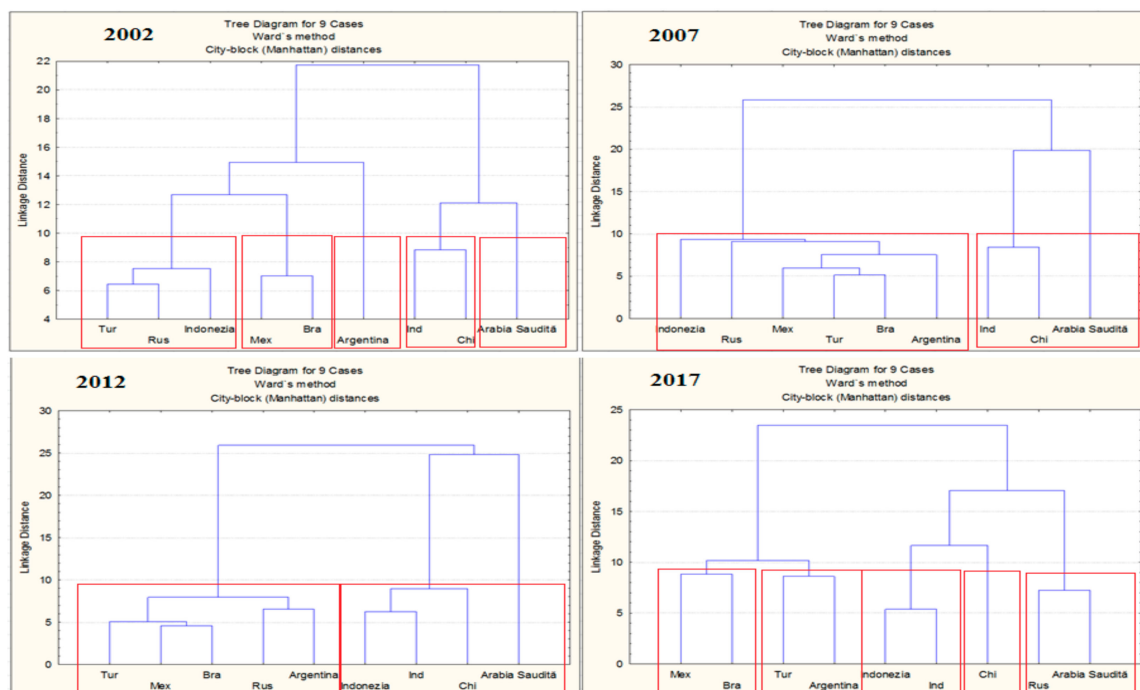 2002
Tree Diagram for 9 Cases
Ward`s method
City-block (Manhattan) distances
Linkage Distance
22
20
18
16
14
12
10
8
6
4
Tur
Rus
Indonezia
Mex
Bra
Argentina
Ind
Chi
Arabia Saudită
2007
Tree Diagram for 9 Cases
Ward`s method
City-block (Manhattan) distances
Linkage Distance
30
25
20
15
10
5
0
Indonezia
Rus
Mex
Tur
Bra
Argentina
Ind
Chi
Arabia Saudită
2012
Tree Diagram for 9 Cases
Ward`s method
City-block (Manhattan) distances
Linkage Distance
30
25
20
15
10
5
0
Tur
Mex
Bra
Rus
Argentina
Indonezia
Ind
Chi
Arabia Saudită
2017
Tree Diagram for 9 Cases
Ward`s method
City-block (Manhattan) distances
Linkage Distance
25
20
15
10
5
0
Mex
Bra
Tur
Argentina
Indonezia
Ind
Chi
Rus
Arabia Saudită